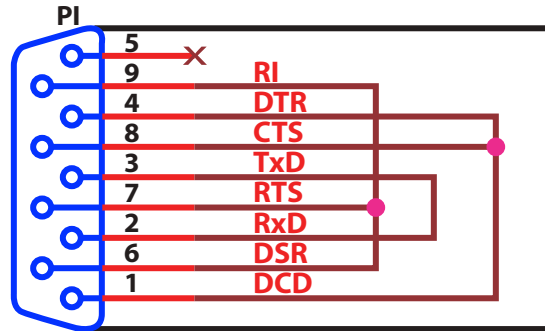 PI
5
9 RI
4 DTR
8 CTS
3 TxD
7 RTS
2 RxD
6 DSR
1 DCD